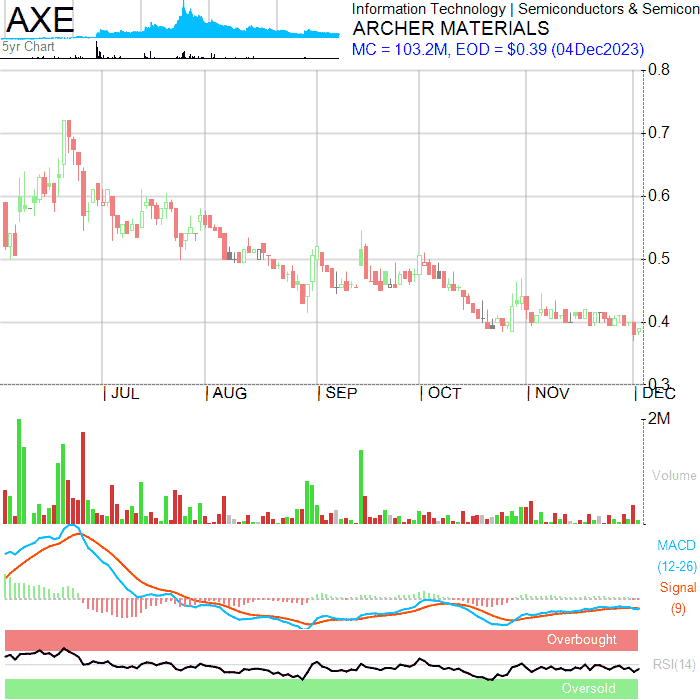 AXE
5yr Chart
Information Technology | Semiconductors & Semicon
ARCHER MATERIALS
MC = 103.2M, EOD = $0.39 (04Dec2023)
0.8
0.7
0.6
0.5
0.4
0.3
| JUL | AUG | SEP | OCT | NOV | DEC
2M
Volume
MACD
(12-26)
Signal
(9)
Overbought
RSI(14)
Oversold